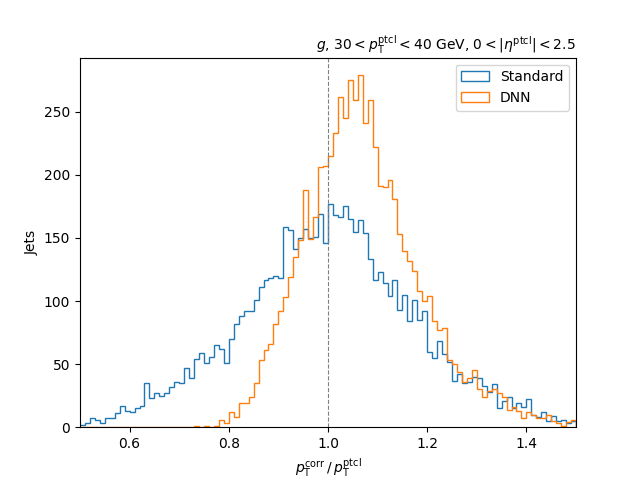 g, 30 < p_T^ptcl < 40 GeV, 0 < |η^ptcl| < 2.5
Standard
DNN
250
200
150
100
50
0
Jets
0.6 0.8 1.0 1.2 1.4
p_T^corr / p_T^ptcl